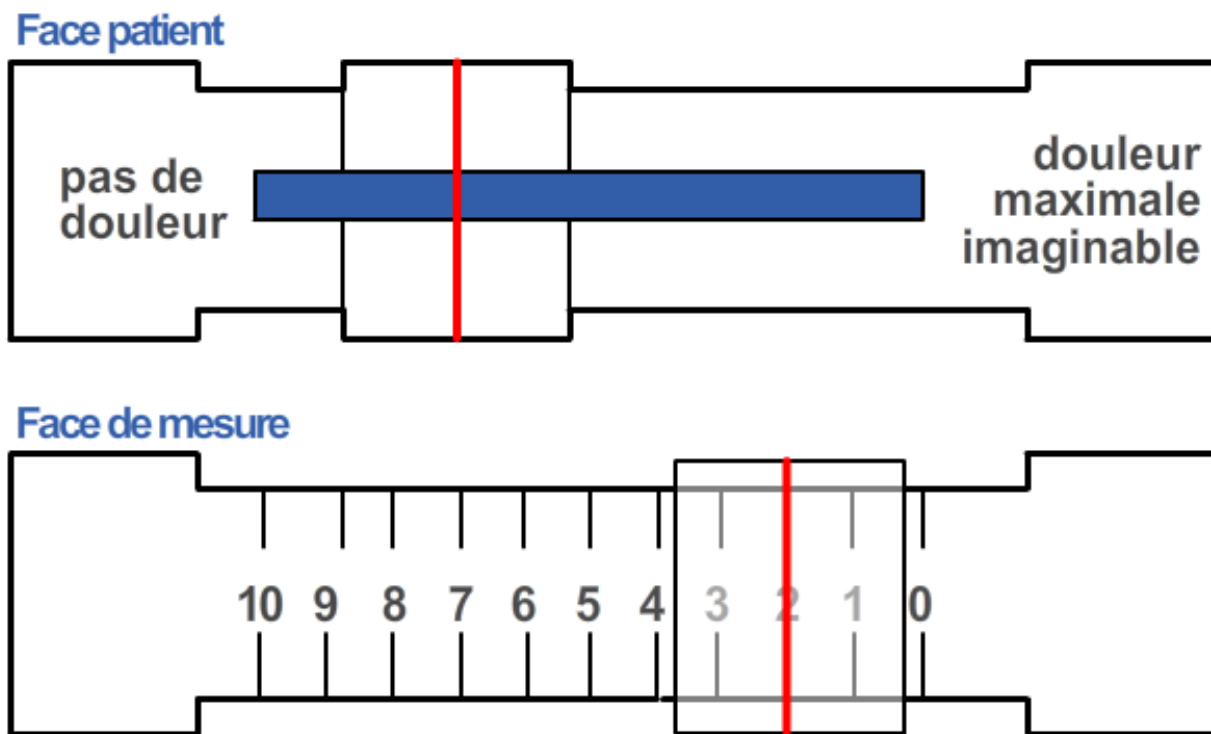 Face patient
pas de
douleur
douleur
maximale
imaginable
Face de mesure
10 9 8 7 6 5 4 3 2 1 0